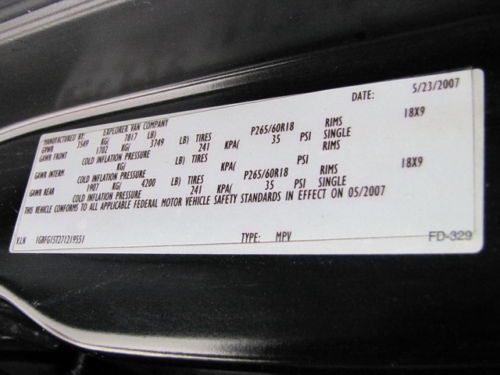 DATE: 5/23/2007
MANUFACTURED BY: EXPLORER VAN COMPANY
GVWR 3549 KG( 7817 LB)
GAWR FRONT 1702 KG( 3749 LB) TIRES P265/60R18 RIMS 18X9
COLD INFLATION PRESSURE 241 KPA( 35 PSI SINGLE
GAWR INTERM KG( LB) TIRES RIMS
COLD INFLATION PRESSURE KPA( PSI
GAWR REAR 1907 KG( 4200 LB) TIRES P265/60R18 RIMS 18X9
COLD INFLATION PRESSURE 241 KPA( 35 PSI SINGLE
THIS VEHICLE CONFORMS TO ALL APPLICABLE FEDERAL MOTOR VEHICLE SAFETY STANDARDS IN EFFECT ON 05/2007
V.I.N 1GBFG15T271219551 TYPE: MPV
FD-329